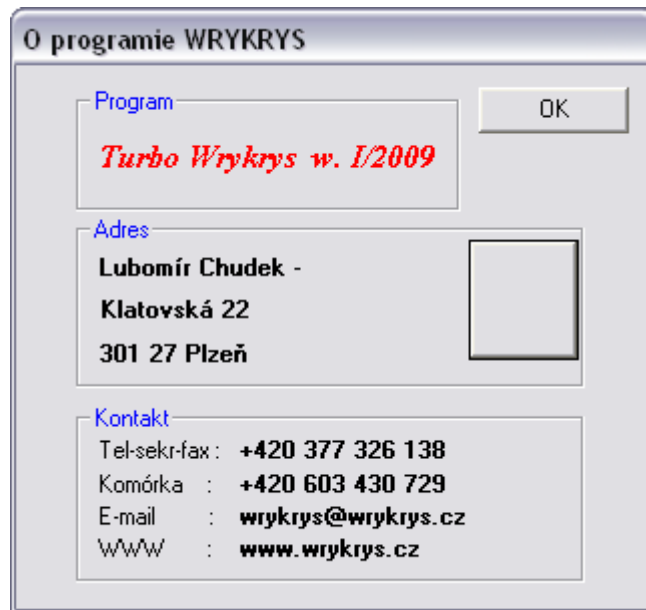 O programie WRYKRYS
Program
OK
Turbo Wrykrys w. I/2009
Adres
Lubomír Chudek -
Klatovská 22
301 27 Plzeň
Kontakt
Tel-sekr-fax : +420 377 326 138
Komórka : +420 603 430 729
E-mail : wrykrys@wrykrys.cz
WWW : www.wrykrys.cz